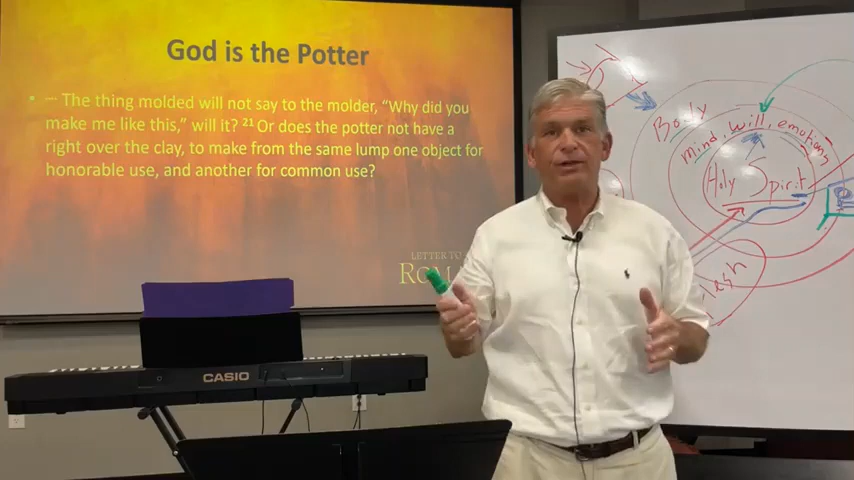 God is the Potter
• --- The thing molded will not say to the molder, “Why did you
make me like this,” will it? ²¹ Or does the potter not have a
right over the clay, to make from the same lump one object for
honorable use, and another for common use?
LETTER TO
ROM
CASIO
Body
mind, will, emotions
Holy Spirit
flesh